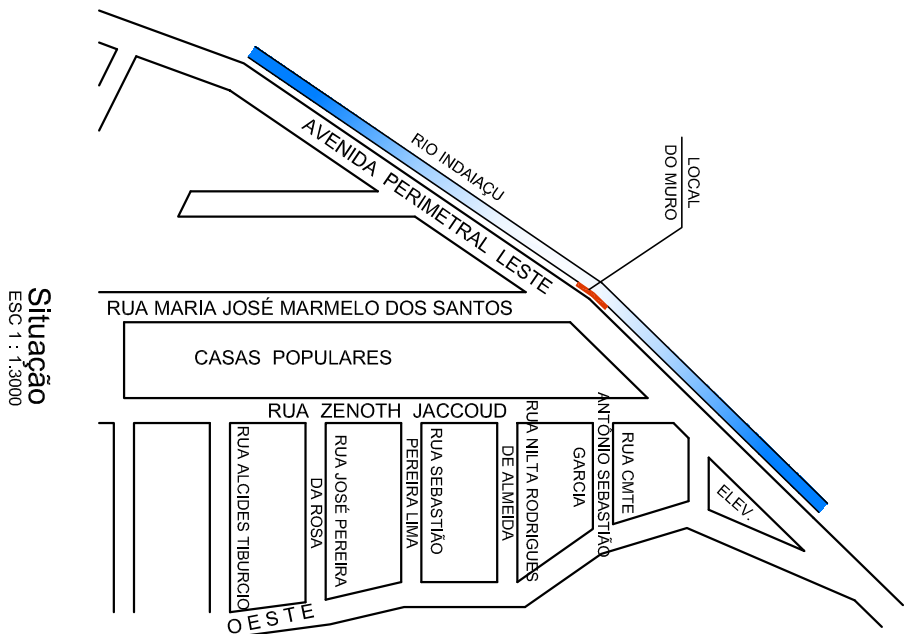 RIO INDAIAÇU
AVENIDA PERIMETRAL LESTE
LOCAL
DO MURO
RUA MARIA JOSÉ MARMELO DOS SANTOS
CASAS POPULARES
RUA ZENOTH JACCOUD
RUA ALCIDES TIBURCIO
RUA JOSÉ PEREIRA
DA ROSA
RUA SEBASTIÃO
PEREIRA LIMA
RUA NILTA RODRIGUES
DE ALMEIDA
RUA CMTE
ANTÔNIO SEBASTIÃO
GARCIA
ELEV.
OESTE
Situação
ESC 1 : 1.3000